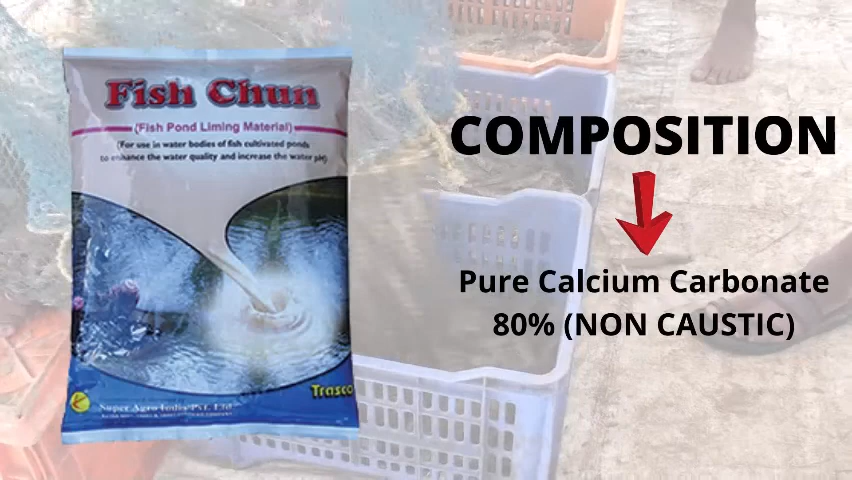 Fish Chun
(Fish Pond Liming Material)
(For use in water bodies of fish cultivated ponds
to enhance the water quality and increase the water pH)
Trasco
Super Agro India Pvt. Ltd.
COMPOSITION
Pure Calcium Carbonate
80% (NON CAUSTIC)